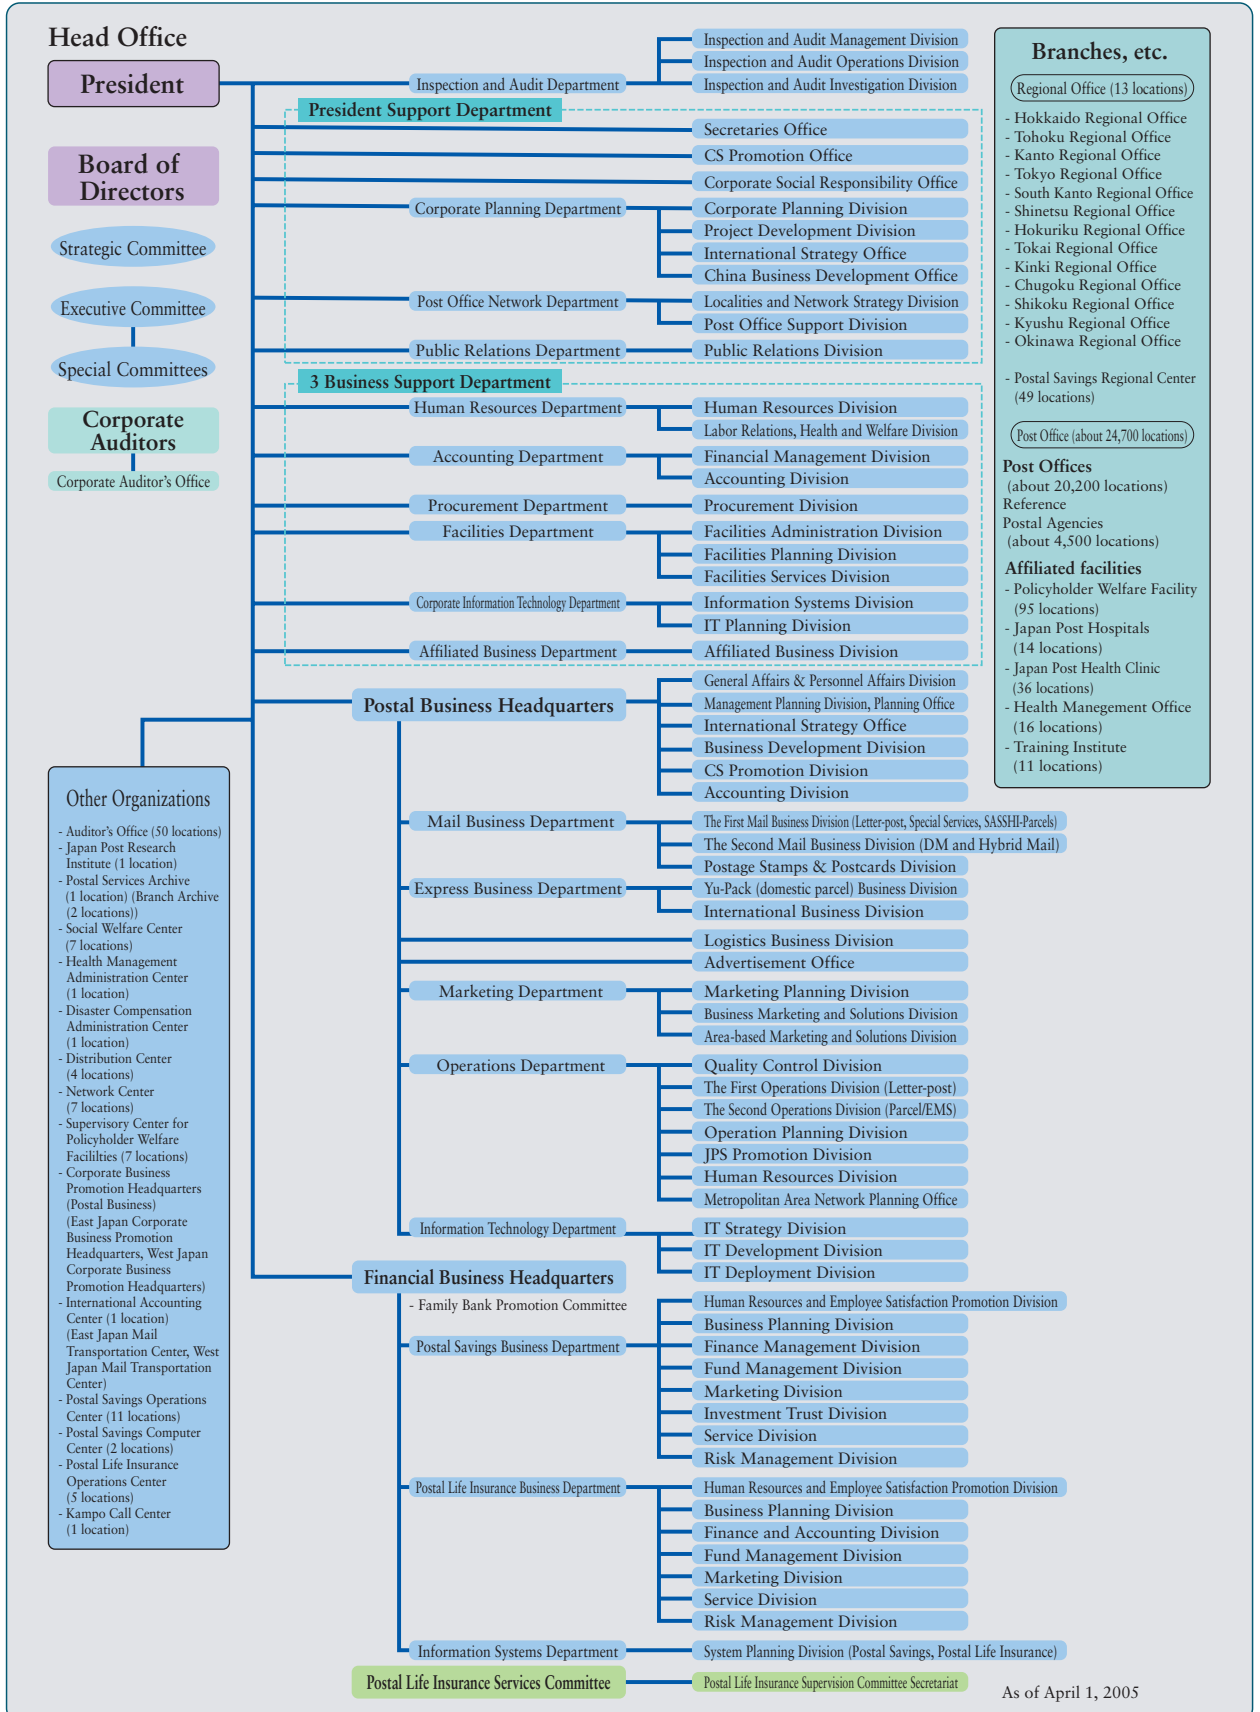 Head Office
President
Board of
Directors
Strategic Committee
Executive Committee
Special Committees
Corporate
Auditors
Corporate Auditor's Office
Inspection and Audit Department
Inspection and Audit Management Division
Inspection and Audit Operations Division
Inspection and Audit Investigation Division
President Support Department
Secretaries Office
CS Promotion Office
Corporate Social Responsibility Office
Corporate Planning Department
Corporate Planning Division
Project Development Division
International Strategy Office
China Business Development Office
Post Office Network Department
Localities and Network Strategy Division
Post Office Support Division
Public Relations Department
Public Relations Division
3 Business Support Department
Human Resources Department
Human Resources Division
Labor Relations, Health and Welfare Division
Accounting Department
Financial Management Division
Accounting Division
Procurement Department
Procurement Division
Facilities Department
Facilities Administration Division
Facilities Planning Division
Facilities Services Division
Corporate Information Technology Department
Information Systems Division
IT Planning Division
Affiliated Business Department
Affiliated Business Division
Postal Business Headquarters
General Affairs & Personnel Affairs Division
Management Planning Division, Planning Office
International Strategy Office
Business Development Division
CS Promotion Division
Accounting Division
Mail Business Department
The First Mail Business Division (Letter-post, Special Services, SASSHI-Parcels)
The Second Mail Business Division (DM and Hybrid Mail)
Postage Stamps & Postcards Division
Express Business Department
Yu-Pack (domestic parcel) Business Division
International Business Division
Logistics Business Division
Advertisement Office
Marketing Department
Marketing Planning Division
Business Marketing and Solutions Division
Area-based Marketing and Solutions Division
Operations Department
Quality Control Division
The First Operations Division (Letter-post)
The Second Operations Division (Parcel/EMS)
Operation Planning Division
JPS Promotion Division
Human Resources Division
Metropolitan Area Network Planning Office
Information Technology Department
IT Strategy Division
IT Development Division
IT Deployment Division
Financial Business Headquarters
- Family Bank Promotion Committee
Postal Savings Business Department
Human Resources and Employee Satisfaction Promotion Division
Business Planning Division
Finance Management Division
Fund Management Division
Marketing Division
Investment Trust Division
Service Division
Risk Management Division
Postal Life Insurance Business Department
Human Resources and Employee Satisfaction Promotion Division
Business Planning Division
Finance and Accounting Division
Fund Management Division
Marketing Division
Service Division
Risk Management Division
Information Systems Department
System Planning Division (Postal Savings, Postal Life Insurance)
Postal Life Insurance Services Committee
Postal Life Insurance Supervision Committee Secretariat
Other Organizations
- Auditor's Office (50 locations)
- Japan Post Research
Institute (1 location)
- Postal Services Archive
(1 location) (Branch Archive
(2 locations))
- Social Welfare Center
(7 locations)
- Health Management
Administration Center
(1 location)
- Disaster Compensation
Administration Center
(1 location)
- Distribution Center
(4 locations)
- Network Center
(7 locations)
- Supervisory Center for
Policyholder Welfare
Facililties (7 locations)
- Corporate Business
Promotion Headquarters
(Postal Business)
(East Japan Corporate
Business Promotion
Headquarters, West Japan
Corporate Business
Promotion Headquarters)
- International Accounting
Center (1 location)
(East Japan Mail
Transportation Center, West
Japan Mail Transportation
Center)
- Postal Savings Operations
Center (11 locations)
- Postal Savings Computer
Center (2 locations)
- Postal Life Insurance
Operations Center
(5 locations)
- Kampo Call Center
(1 location)
Branches, etc.
Regional Office (13 locations)
- Hokkaido Regional Office
- Tohoku Regional Office
- Kanto Regional Office
- Tokyo Regional Office
- South Kanto Regional Office
- Shinetsu Regional Office
- Hokuriku Regional Office
- Tokai Regional Office
- Kinki Regional Office
- Chugoku Regional Office
- Shikoku Regional Office
- Kyushu Regional Office
- Okinawa Regional Office
- Postal Savings Regional Center
(49 locations)
Post Office (about 24,700 locations)
Post Offices
(about 20,200 locations)
Reference
Postal Agencies
(about 4,500 locations)
Affiliated facilities
- Policyholder Welfare Facility
(95 locations)
- Japan Post Hospitals
(14 locations)
- Japan Post Health Clinic
(36 locations)
- Health Manegement Office
(16 locations)
- Training Institute
(11 locations)
As of April 1, 2005